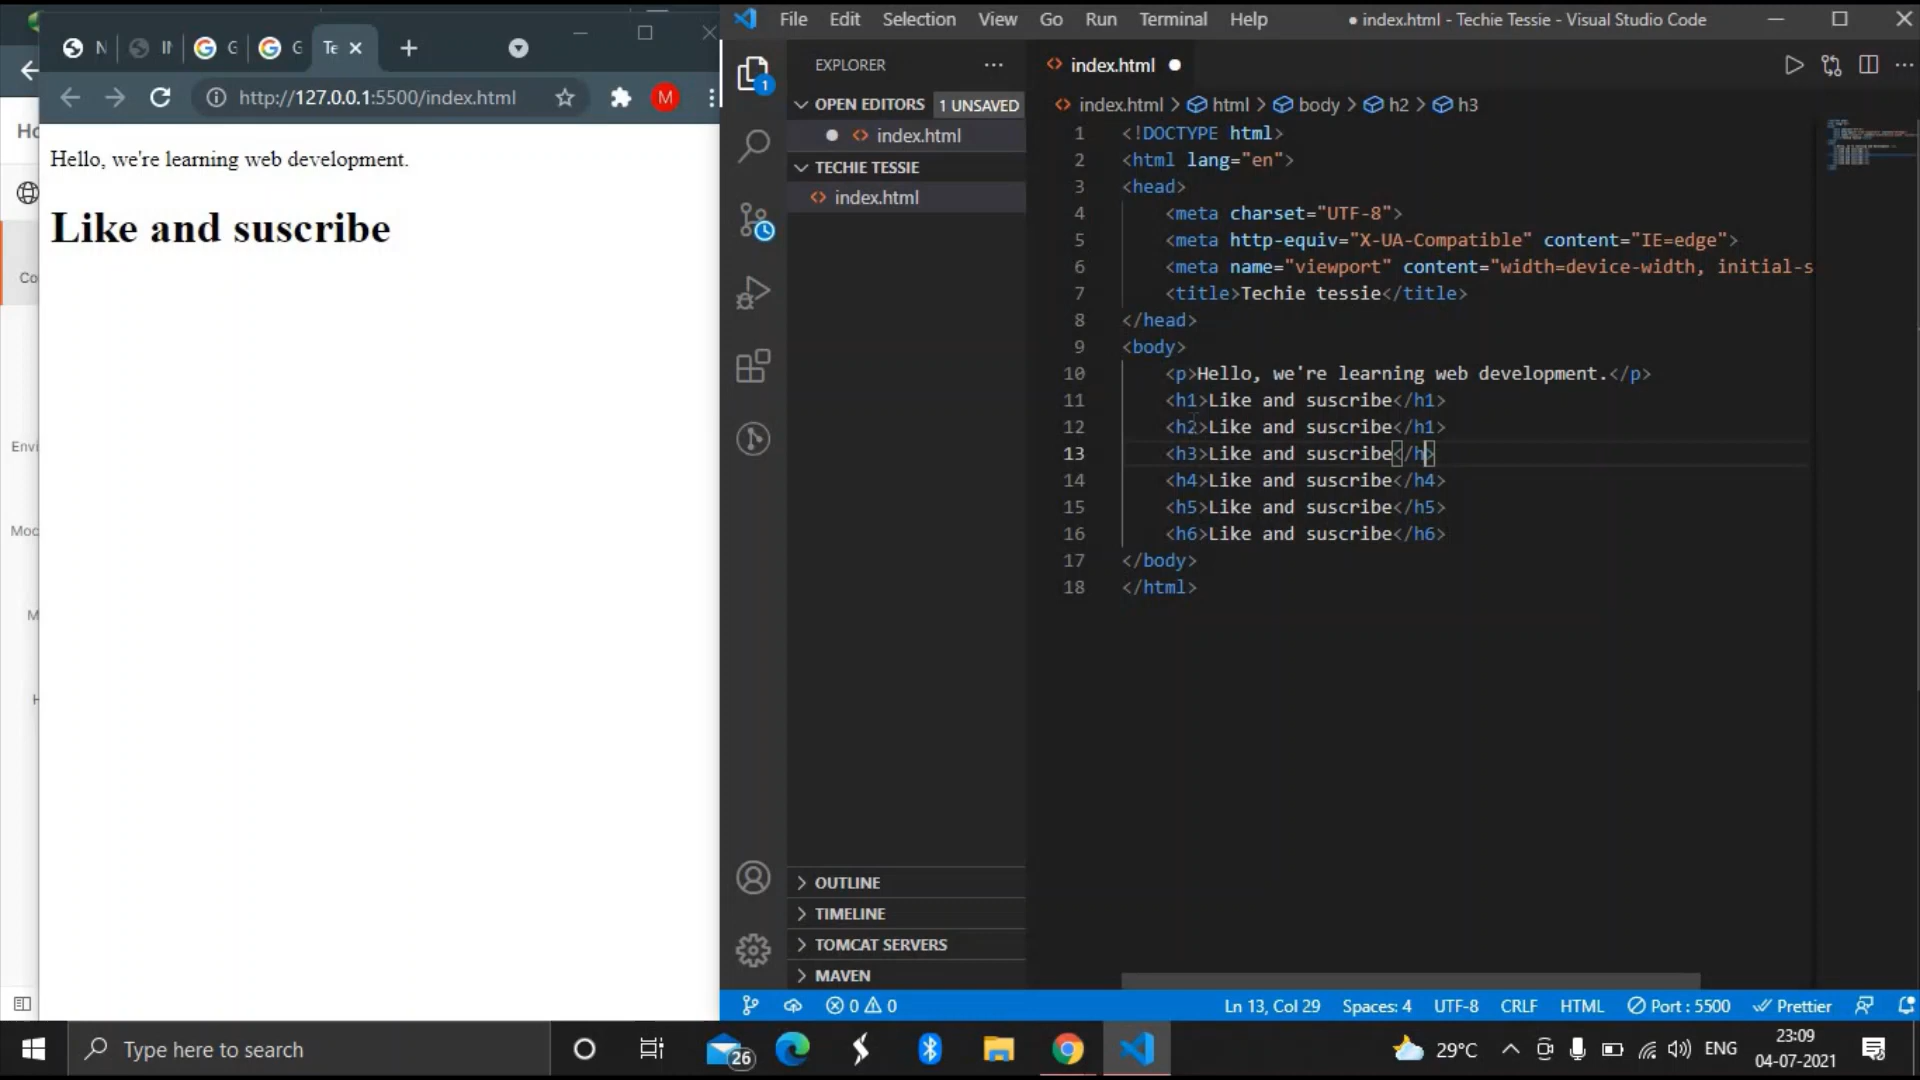 N
G
G
Te
http://127.0.0.1:5500/index.html
M
Ho
Co
Envi
Moc
M
H
Hello, we're learning web development.
Like and suscribe
File Edit Selection View Go Run Terminal Help
● index.html - Techie Tessie - Visual Studio Code
EXPLORER
OPEN EDITORS 1 UNSAVED
index.html
TECHIE TESSIE
index.html
1
index.html
index.html > html > body > h2 > h3
1 <!DOCTYPE html>
2 <html lang="en">
3 <head>
4 <meta charset="UTF-8">
5 <meta http-equiv="X-UA-Compatible" content="IE=edge">
6 <meta name="viewport" content="width=device-width, initial-s
7 <title>Techie tessie</title>
8 </head>
9 <body>
10 <p>Hello, we're learning web development.</p>
11 <h1>Like and suscribe</h1>
12 <h2>Like and suscribe</h1>
13 <h3>Like and suscribe</h>
14 <h4>Like and suscribe</h4>
15 <h5>Like and suscribe</h5>
16 <h6>Like and suscribe</h6>
17 </body>
18 </html>
OUTLINE
TIMELINE
TOMCAT SERVERS
MAVEN
0 0
Ln 13, Col 29 Spaces: 4 UTF-8 CRLF HTML Port : 5500 Prettier
Type here to search
26
29°C
ENG
23:09
04-07-2021